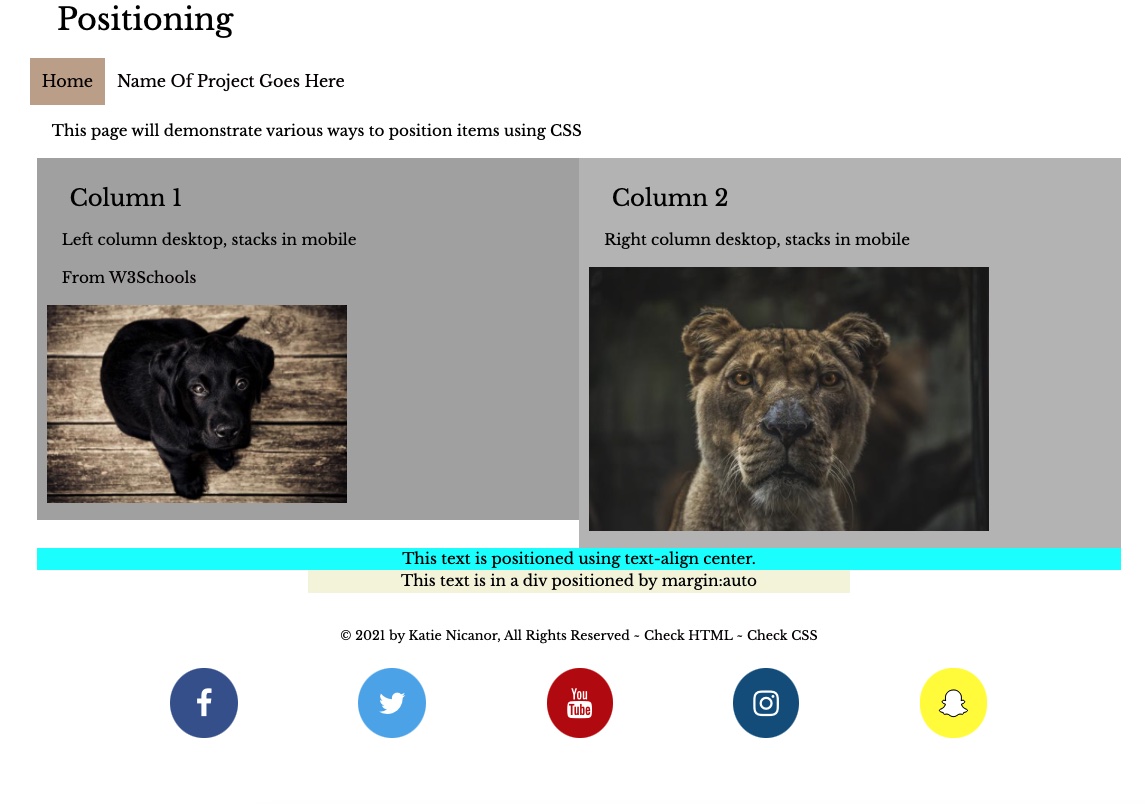 Positioning
Home Name Of Project Goes Here
This page will demonstrate various ways to position items using CSS
Column 1
Left column desktop, stacks in mobile
From W3Schools
Column 2
Right column desktop, stacks in mobile
This text is positioned using text-align center.
This text is in a div positioned by margin:auto
© 2021 by Katie Nicanor, All Rights Reserved ~ Check HTML ~ Check CSS
You
Tube